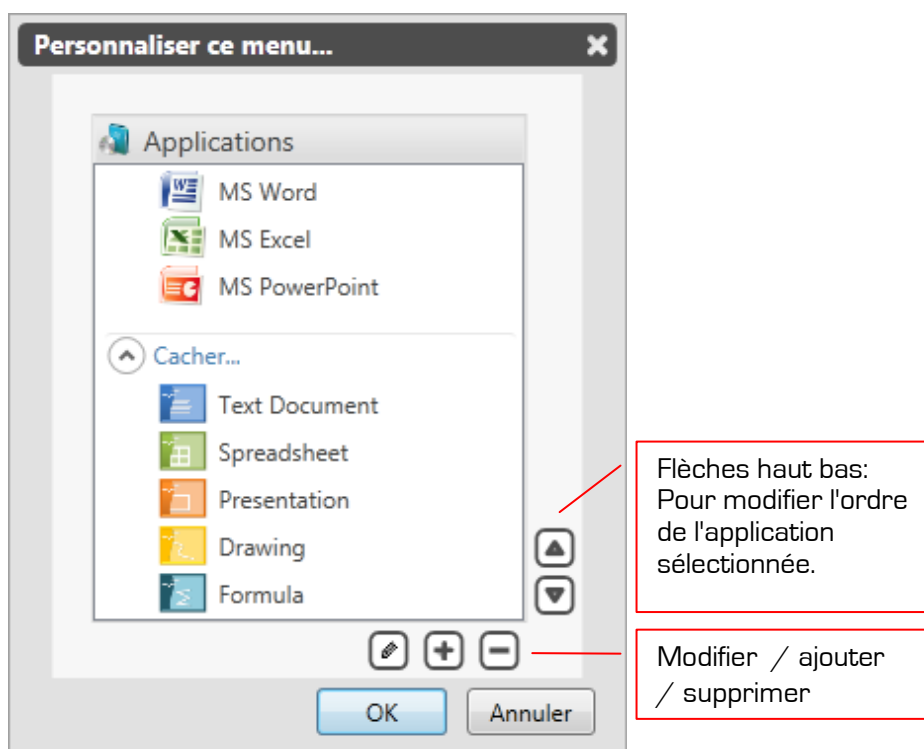 Personnaliser ce menu...
Applications
MS Word
MS Excel
MS PowerPoint
Cacher...
Text Document
Spreadsheet
Presentation
Drawing
Formula
Flèches haut bas:
Pour modifier l'ordre
de l'application
sélectionnée.
Modifier / ajouter
/ supprimer
OK
Annuler